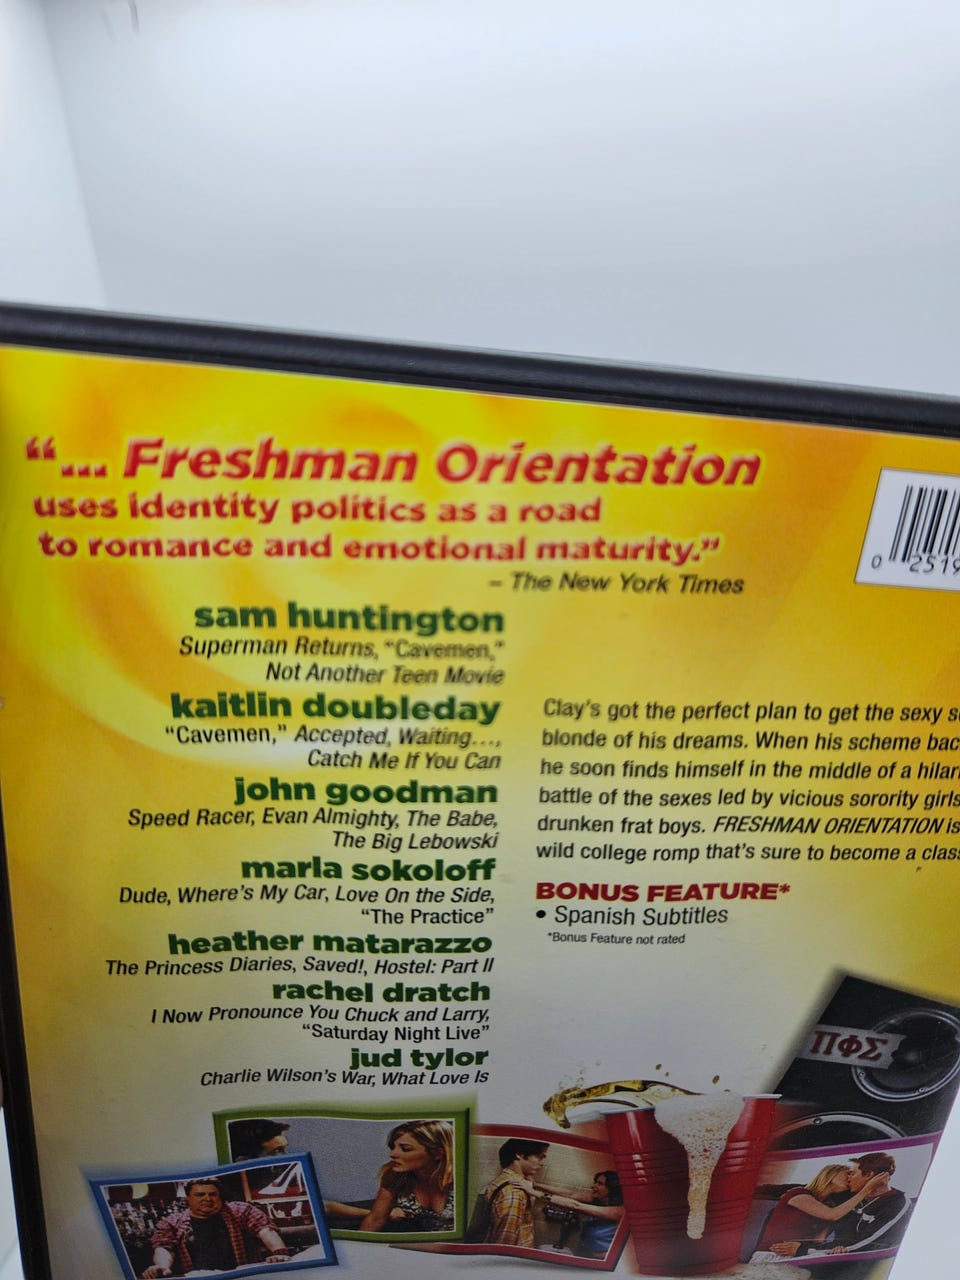 “... Freshman Orientation
uses identity politics as a road
to romance and emotional maturity.”
– The New York Times
sam huntington
Superman Returns, “Cavemen,”
Not Another Teen Movie
kaitlin doubleday
“Cavemen,” Accepted, Waiting...,
Catch Me If You Can
john goodman
Speed Racer, Evan Almighty, The Babe,
The Big Lebowski
marla sokoloff
Dude, Where's My Car, Love On the Side,
“The Practice”
heather matarazzo
The Princess Diaries, Saved!, Hostel: Part II
rachel dratch
I Now Pronounce You Chuck and Larry,
“Saturday Night Live”
jud tylor
Charlie Wilson's War, What Love Is
0 2519
Clay's got the perfect plan to get the sexy
blonde of his dreams. When his scheme
he soon finds himself in the middle of a
battle of the sexes led by vicious sorority girls
drunken frat boys. FRESHMAN ORIENTATION is
wild college romp that's sure to become a
BONUS FEATURE*
• Spanish Subtitles
*Bonus Feature not rated
ΠΦΣ